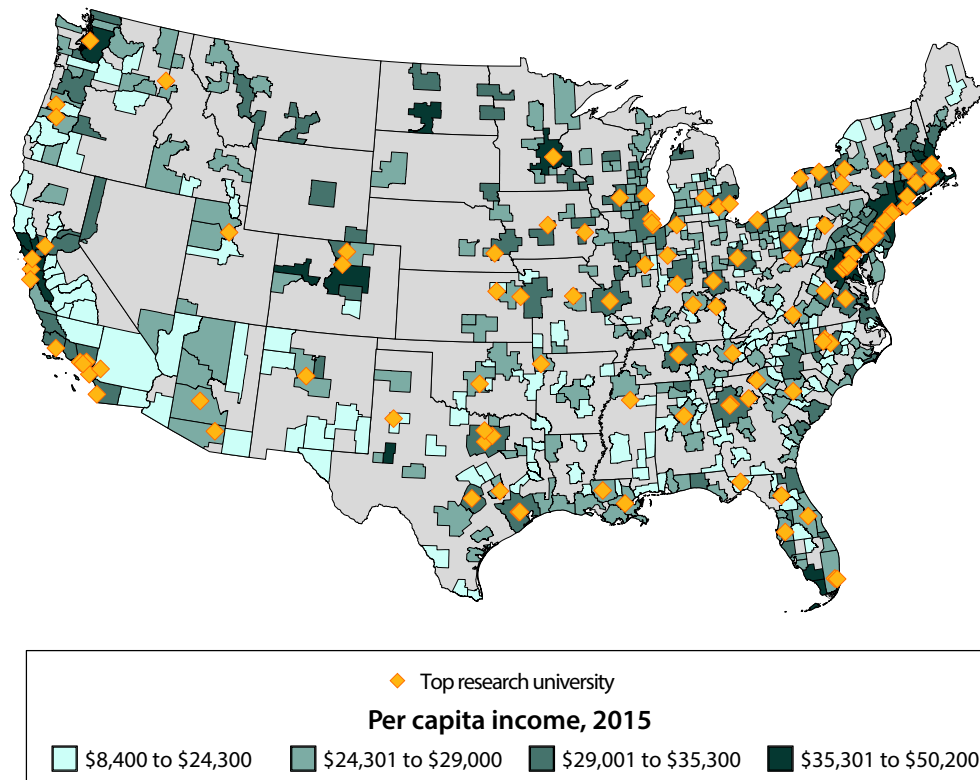 Top research university
Per capita income, 2015
$8,400 to $24,300 $24,301 to $29,000 $29,001 to $35,300 $35,301 to $50,200